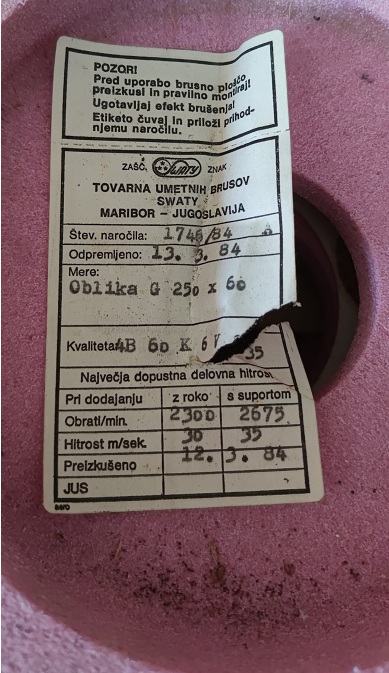 POZOR!
Pred uporabo brusno ploščo
preizkusi in pravilno montiraj!
Ugotavljaj efekt brušenja!
Etiketo čuvaj in priloži prihod-
njemu naročilu.
ZAŠČ. Swaty ZNAK
TOVARNA UMETNIH BRUSOV
SWATY
MARIBOR – JUGOSLAVIJA
Štev. naročila: 1746/84
Odpremljeno: 13. 3. 84
Mere:
Oblika G 250 x 60
Kvaliteta: 4B 60 K 6 V
35
Največja dopustna delovna hitrost
Pri dodajanju z roko s suportom
Obrati/min. 2300 2675
Hitrost m/sek. 30 35
Preizkušeno 12. 3. 84
JUS